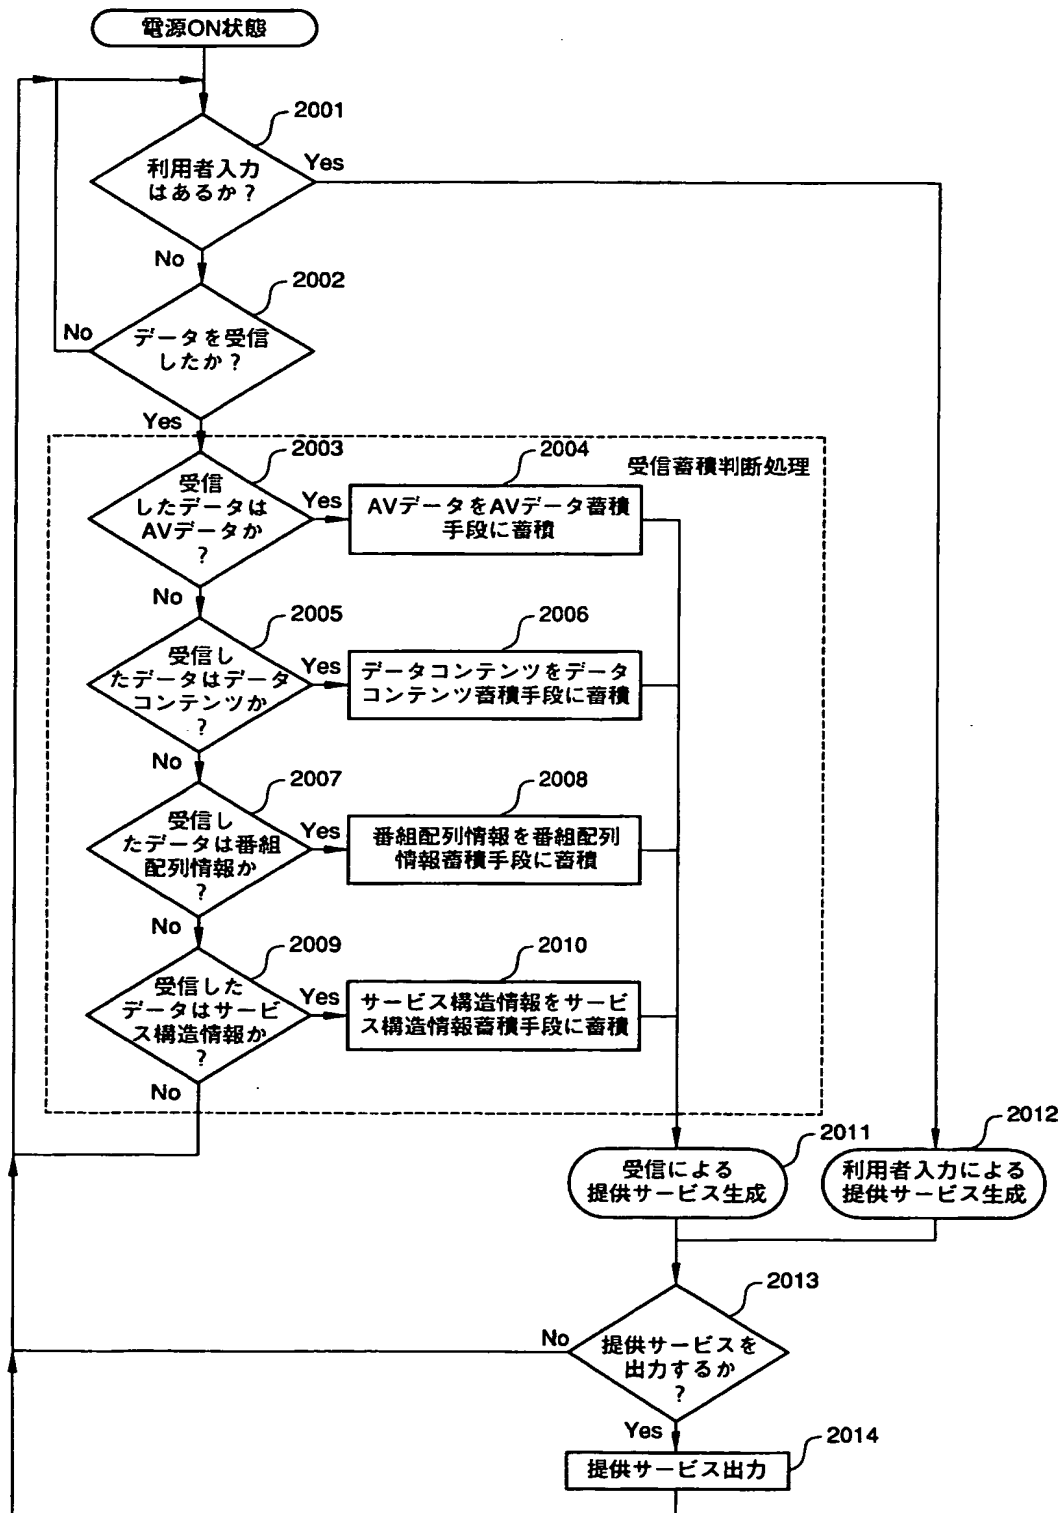 電源ON状態
2001
利用者入力
はあるか?
Yes
No
2002
データを受信
したか?
No
Yes
受信蓄積判断処理
2003
受信
したデータは
AVデータか
?
Yes
2004
AVデータをAVデータ蓄積
手段に蓄積
No
2005
受信し
たデータはデータ
コンテンツか
?
Yes
2006
データコンテンツをデータ
コンテンツ蓄積手段に蓄積
No
2007
受信し
たデータは番組
配列情報か
?
Yes
2008
番組配列情報を番組配列
情報蓄積手段に蓄積
No
2009
受信した
データはサービ
ス構造情報か
?
Yes
2010
サービス構造情報をサービ
ス構造情報蓄積手段に蓄積
No
2011
受信による
提供サービス生成
2012
利用者入力による
提供サービス生成
2013
提供サービスを
出力するか
?
No
Yes
2014
提供サービス出力